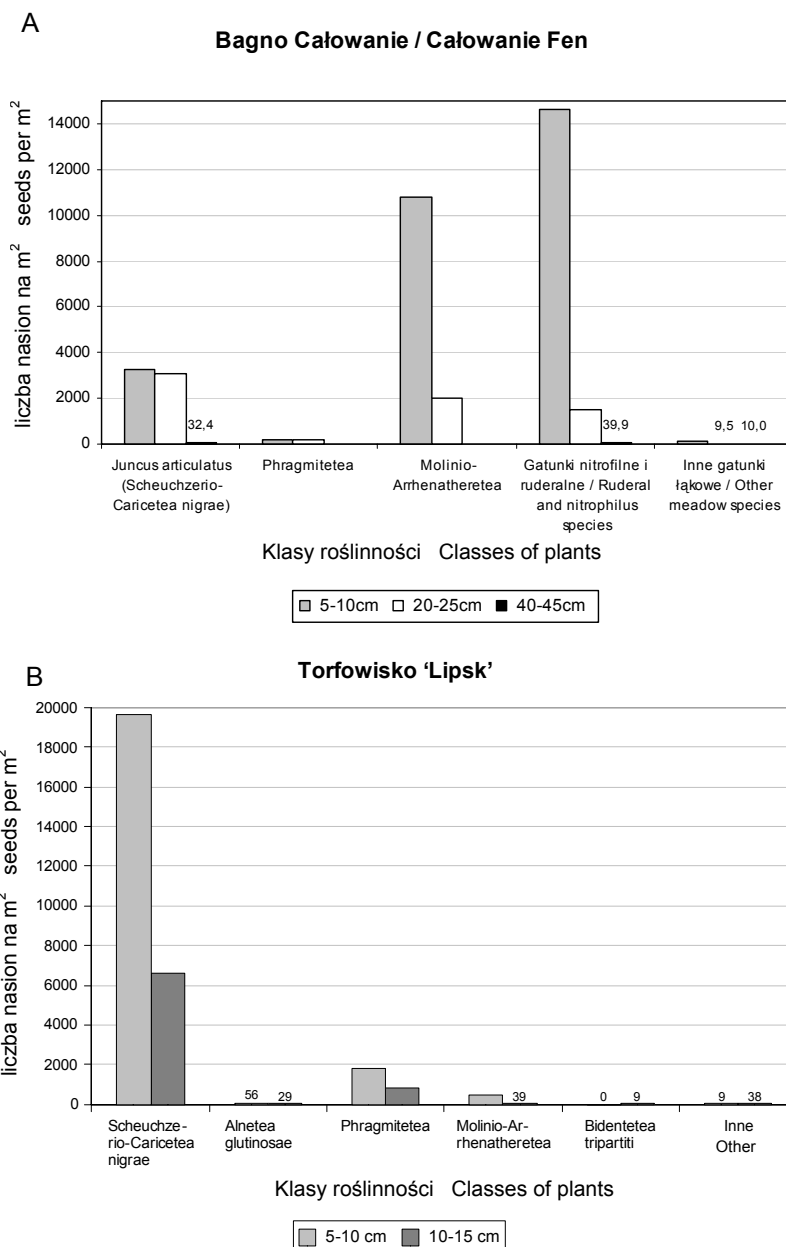 A
Bagno Całowanie / Całowanie Fen
liczba nasion na m² seeds per m²
14000
12000
10000
8000
6000
4000
2000
0
32,4
39,9
9,5 10,0
Juncus articulatus
(Scheuchzerio-
Caricetea nigrae)
Phragmitetea
Molinio-
Arrhenatheretea
Gatunki nitrofilne i
ruderalne / Ruderal
and nitrophilus
species
Inne gatunki
łąkowe / Other
meadow species
Klasy roślinności Classes of plants
5-10cm 20-25cm 40-45cm
B
Torfowisko ‘Lipsk’
liczba nasion na m² seeds per m²
20000
18000
16000
14000
12000
10000
8000
6000
4000
2000
0
56 29
39
0 9
9 38
Scheuchze-
rio-Caricetea
nigrae
Alnetea
glutinosae
Phragmitetea
Molinio-Ar-
rhenatheretea
Bidentetea
tripartiti
Inne
Other
Klasy roślinności Classes of plants
5-10 cm 10-15 cm